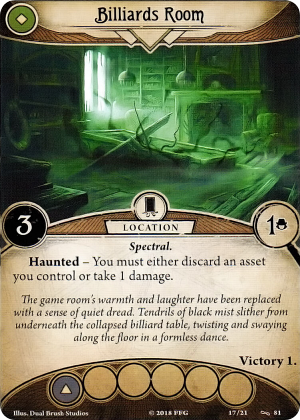 Billiards Room
3
LOCATION
1
Spectral.
Haunted – You must either discard an asset
you control or take 1 damage.
The game room's warmth and laughter have been replaced
with a sense of quiet dread. Tendrils of black mist slither from
underneath the collapsed billiard table, twisting and swaying
along the floor in a formless dance.
Victory 1.
Illus. Dual Brush Studios © 2018 FFG 17/21 81